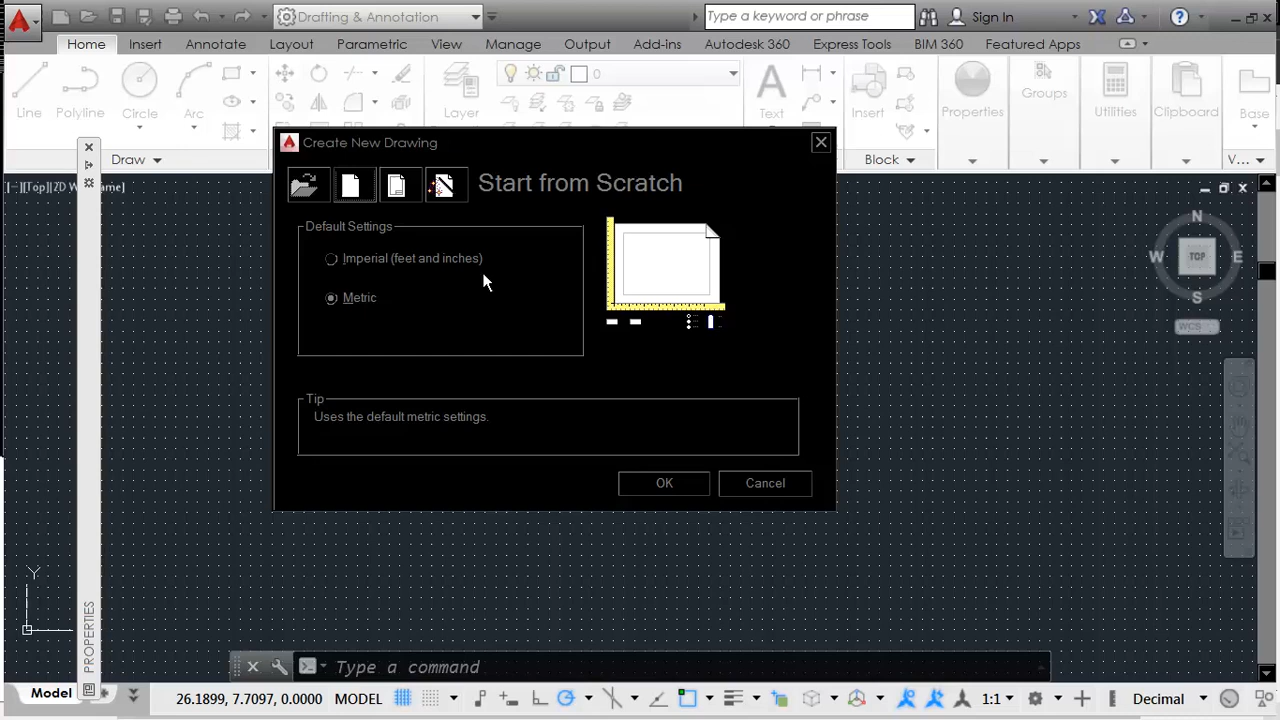 Drafting & Annotation
Type a keyword or phrase
Sign In
Home Insert Annotate Layout Parametric View Manage Output Add-ins Autodesk 360 Express Tools BIM 360 Featured Apps
Line Polyline Circle Arc
Layer
0
Text
Insert
Properties
Groups
Utilities
Clipboard
Base
Draw
Block
V...
Create New Drawing
[−][Top][2D W
ame]
Start from Scratch
Default Settings
Imperial (feet and inches)
Metric
N
W TOP E
S
WCS
Tip
Uses the default metric settings.
OK Cancel
Y
PROPERTIES
Type a command
Model
26.1899, 7.7097, 0.0000 MODEL
1:1
Decimal